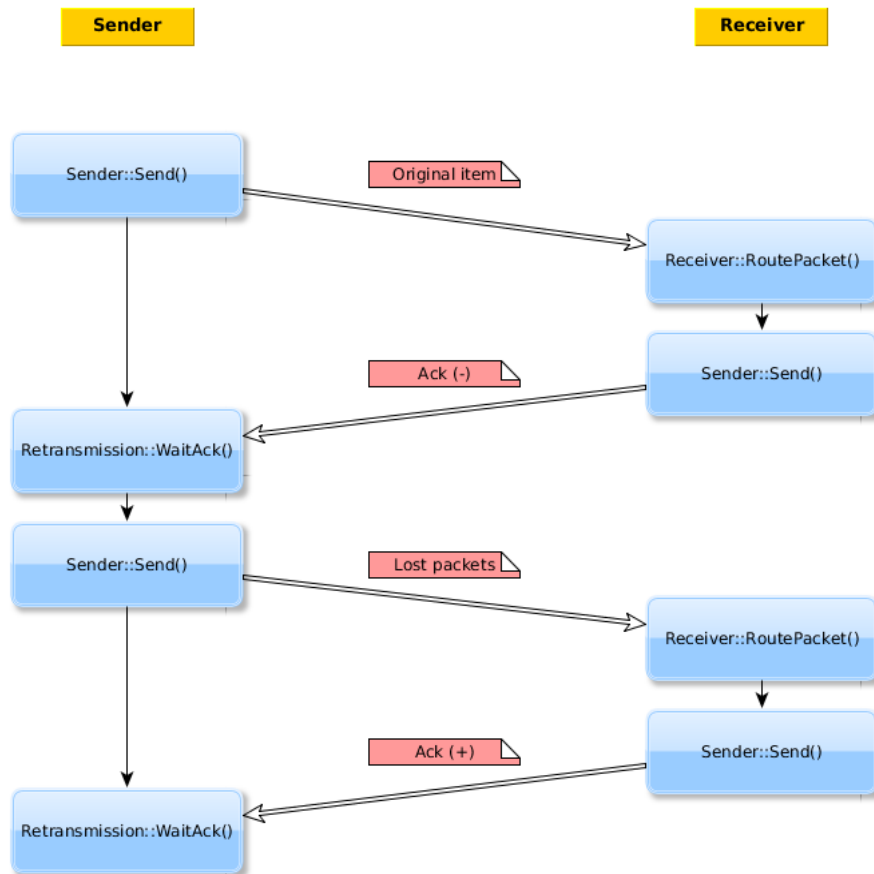 Sender
Receiver
Sender::Send()
Original item
Receiver::RoutePacket()
Ack (-)
Sender::Send()
Retransmission::WaitAck()
Sender::Send()
Lost packets
Receiver::RoutePacket()
Ack (+)
Sender::Send()
Retransmission::WaitAck()